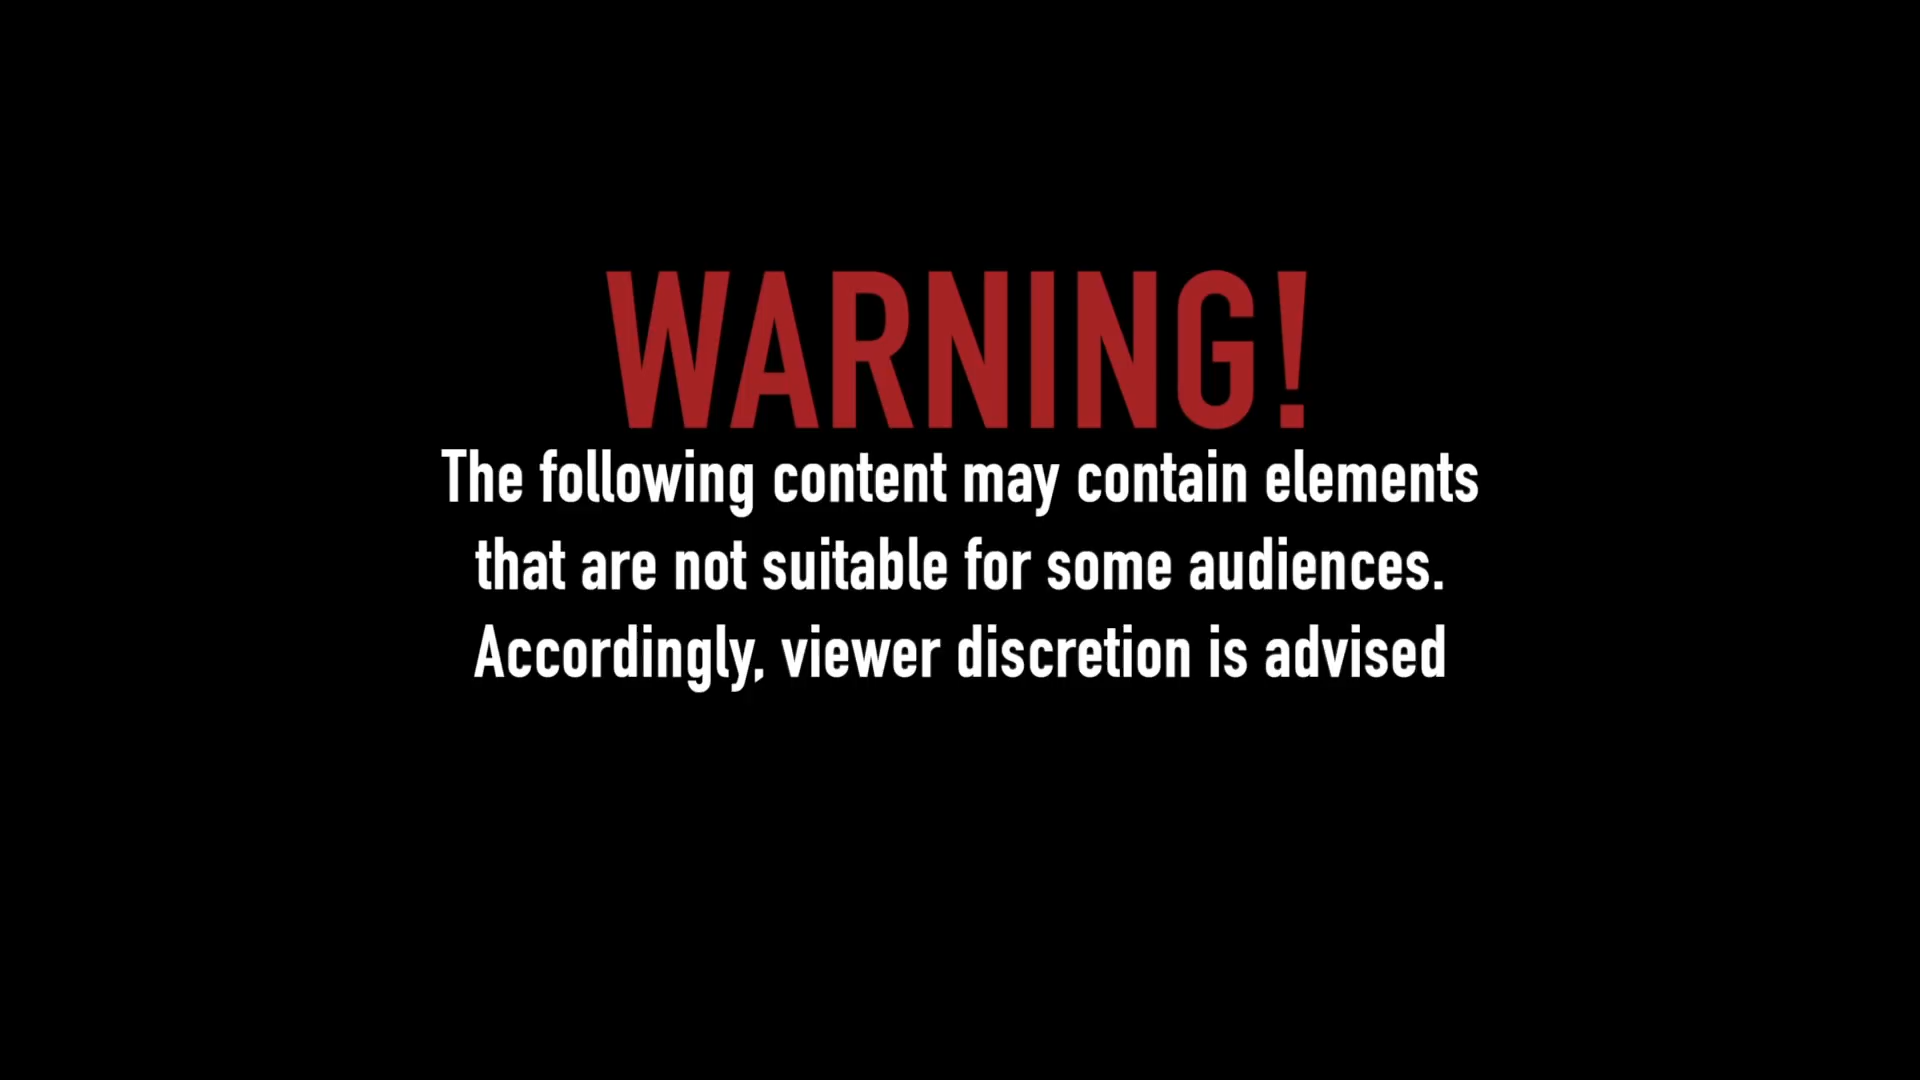 WARNING!
The following content may contain elements
that are not suitable for some audiences.
Accordingly, viewer discretion is advised